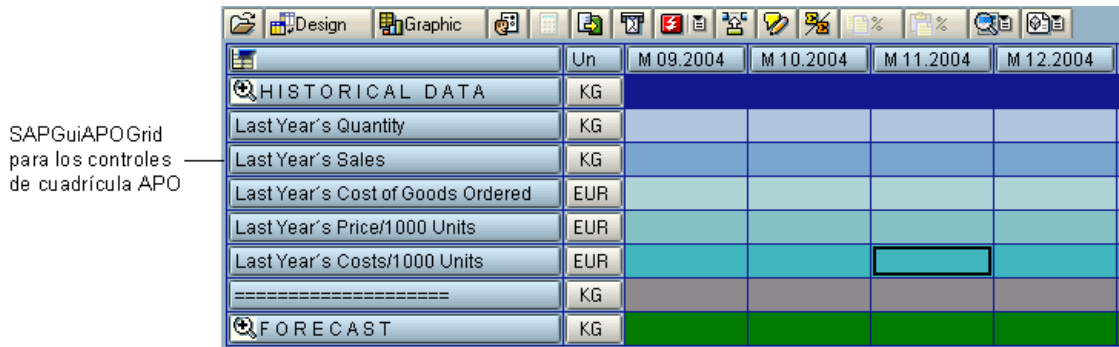 Design Graphic
Un M 09.2004 M 10.2004 M 11.2004 M 12.2004
HISTORICAL DATA KG
Last Year´s Quantity KG
SAPGuiAPOGrid
para los controles
de cuadrícula APO
Last Year´s Sales KG
Last Year´s Cost of Goods Ordered EUR
Last Year´s Price/1000 Units EUR
Last Year´s Costs/1000 Units EUR
==================== KG
FORECAST KG